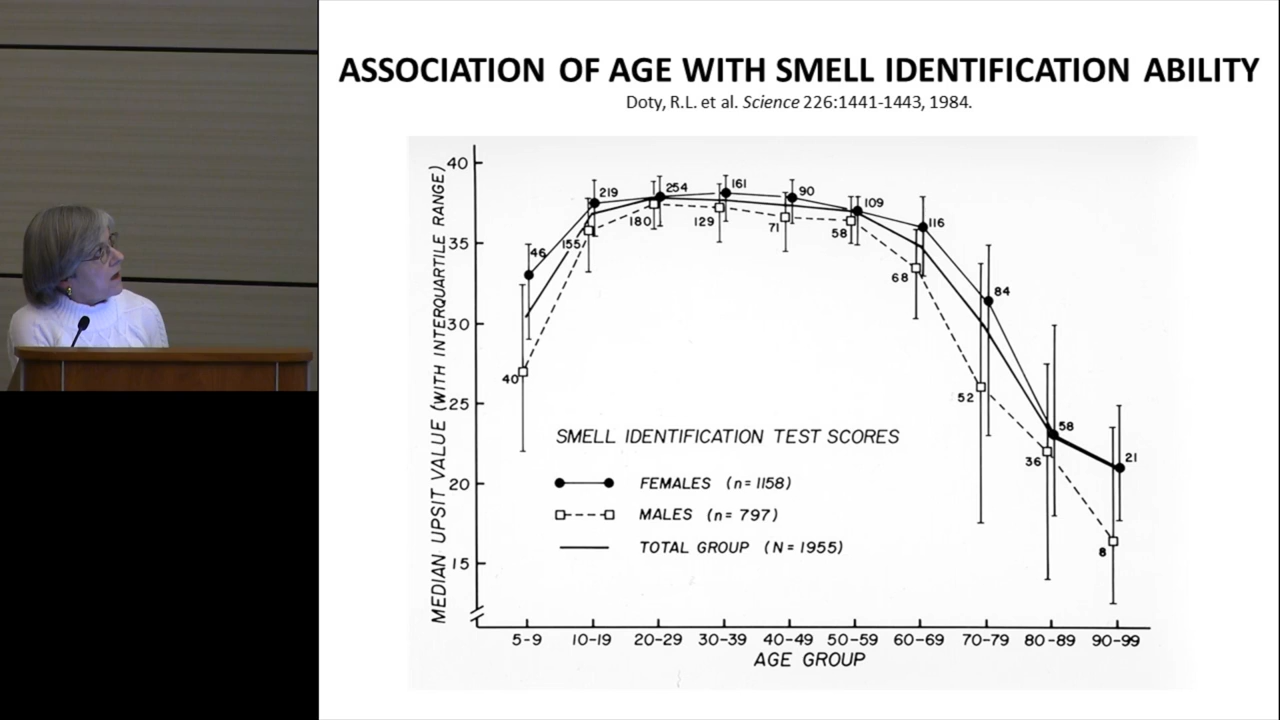 ASSOCIATION OF AGE WITH SMELL IDENTIFICATION ABILITY
Doty, R.L. et al. Science 226:1441-1443, 1984.
MEDIAN UPSIT VALUE (WITH INTERQUARTILE RANGE)
40
35
30
25
20
15
46
219
254
161
90
109
116
84
58
21
40
155
180
129
71
58
68
52
36
8
SMELL IDENTIFICATION TEST SCORES
FEMALES (n=1158)
MALES (n=797)
TOTAL GROUP (N=1955)
5-9 10-19 20-29 30-39 40-49 50-59 60-69 70-79 80-89 90-99
AGE GROUP